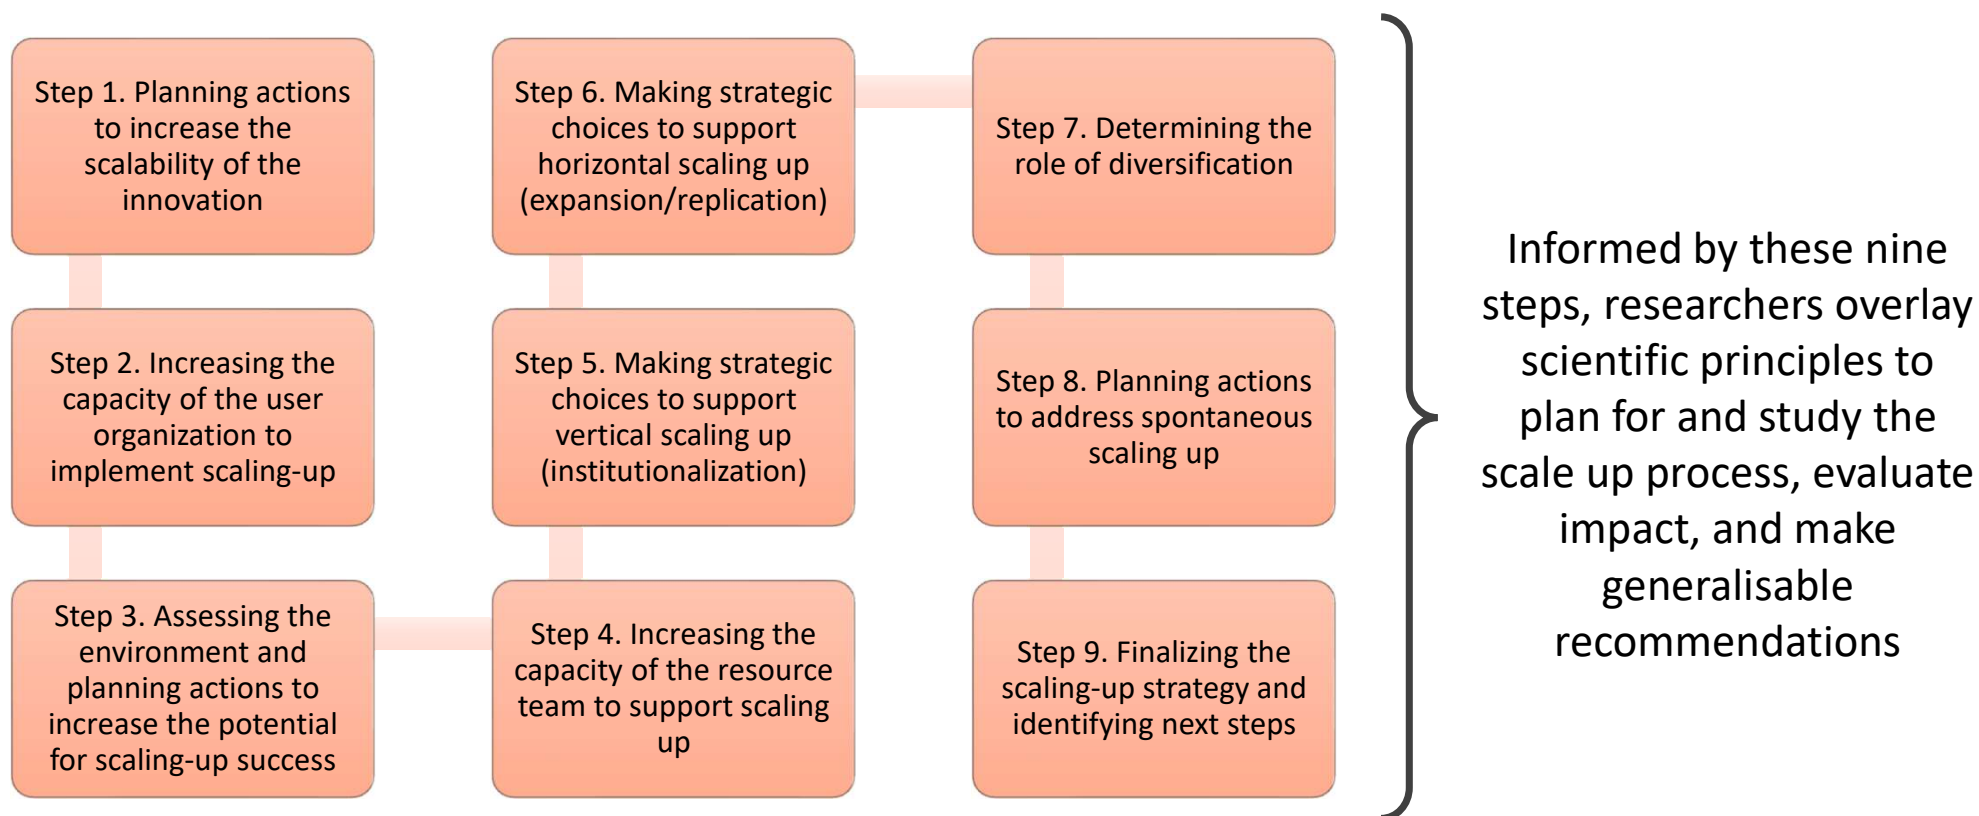 Step 1. Planning actions
to increase the
scalability of the
innovation
Step 2. Increasing the
capacity of the user
organization to
implement scaling-up
Step 3. Assessing the
environment and
planning actions to
increase the potential
for scaling-up success
Step 4. Increasing the
capacity of the resource
team to support scaling
up
Step 5. Making strategic
choices to support
vertical scaling up
(institutionalization)
Step 6. Making strategic
choices to support
horizontal scaling up
(expansion/replication)
Step 7. Determining the
role of diversification
Step 8. Planning actions
to address spontaneous
scaling up
Step 9. Finalizing the
scaling-up strategy and
identifying next steps
Informed by these nine
steps, researchers overlay
scientific principles to
plan for and study the
scale up process, evaluate
impact, and make
generalisable
recommendations